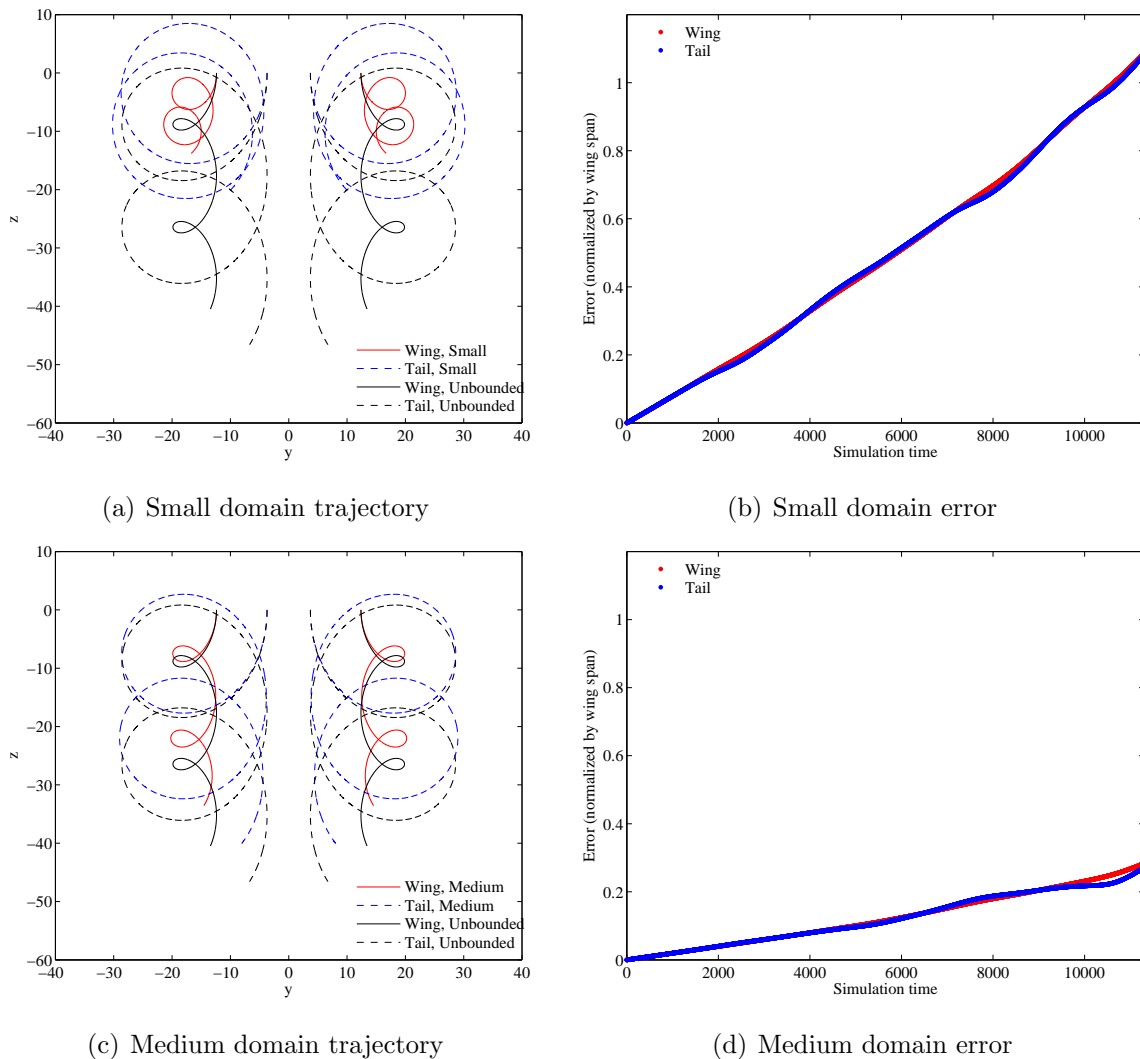 10
0
−10
−20
−30
−40
−50
−60
z
−40 −30 −20 −10 0 10 20 30 40
y
Wing, Small
Tail, Small
Wing, Unbounded
Tail, Unbounded
(a) Small domain trajectory
1
0.8
0.6
0.4
0.2
0
Error (normalized by wing span)
0 2000 4000 6000 8000 10000
Simulation time
Wing
Tail
(b) Small domain error
10
0
−10
−20
−30
−40
−50
−60
z
−40 −30 −20 −10 0 10 20 30 40
y
Wing, Medium
Tail, Medium
Wing, Unbounded
Tail, Unbounded
(c) Medium domain trajectory
1
0.8
0.6
0.4
0.2
0
Error (normalized by wing span)
0 2000 4000 6000 8000 10000
Simulation time
Wing
Tail
(d) Medium domain error